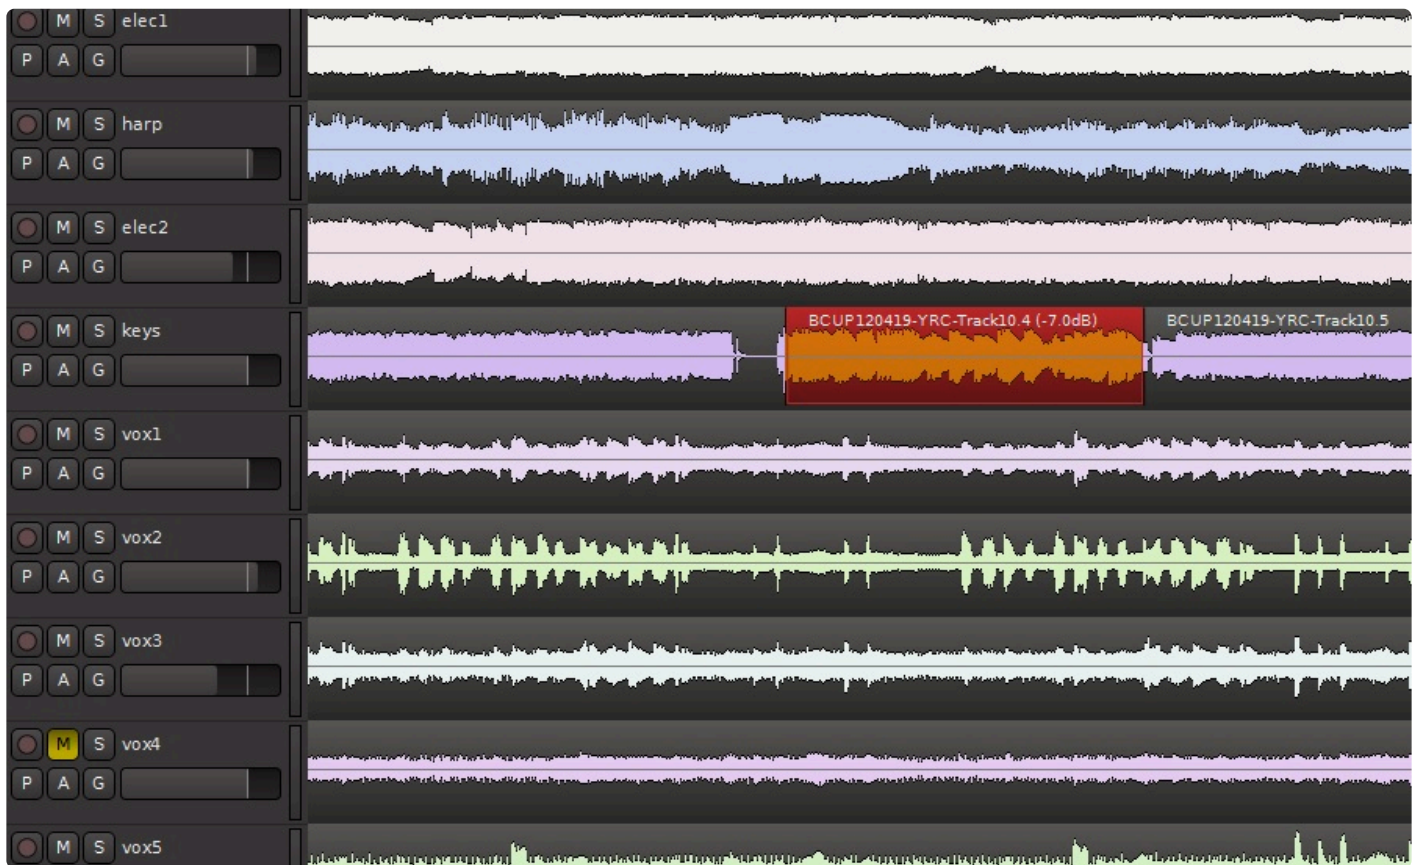 M S elec1
P A G
M S harp
P A G
M S elec2
P A G
M S keys
BCUP120419-YRC-Track10.4 (-7.0dB) BCUP120419-YRC-Track10.5
P A G
M S vox1
P A G
M S vox2
P A G
M S vox3
P A G
M S vox4
P A G
M S vox5